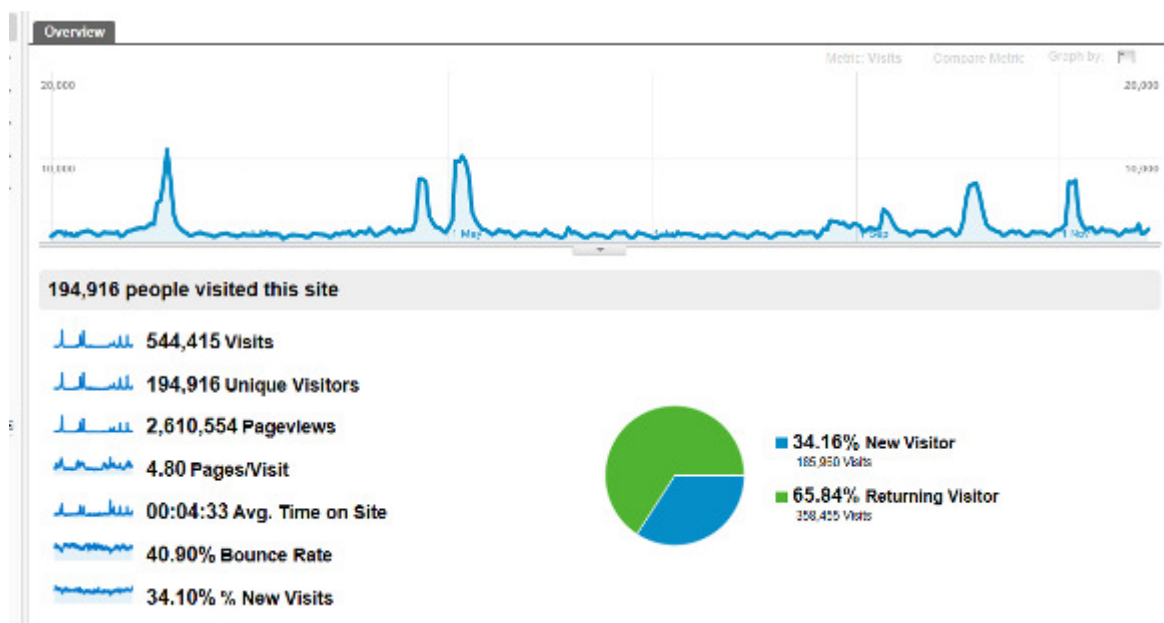 Overview
Metric: Visits Compare Metric Graph by:
20,000 20,000
10,000 10,000
1 May 1 Sep 1 Nov
194,916 people visited this site
544,415 Visits
194,916 Unique Visitors
2,610,554 Pageviews
4.80 Pages/Visit
00:04:33 Avg. Time on Site
40.90% Bounce Rate
34.10% % New Visits
34.16% New Visitor
185,960 Visits
65.84% Returning Visitor
358,455 Visits